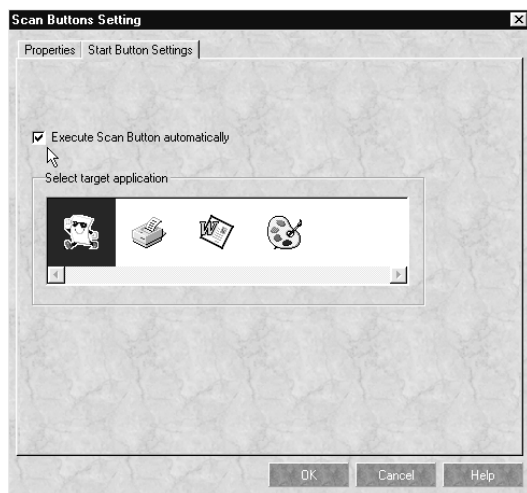 Scan Buttons Setting
Properties Start Button Settings
Execute Scan Button automatically
Select target application
W
OK Cancel Help